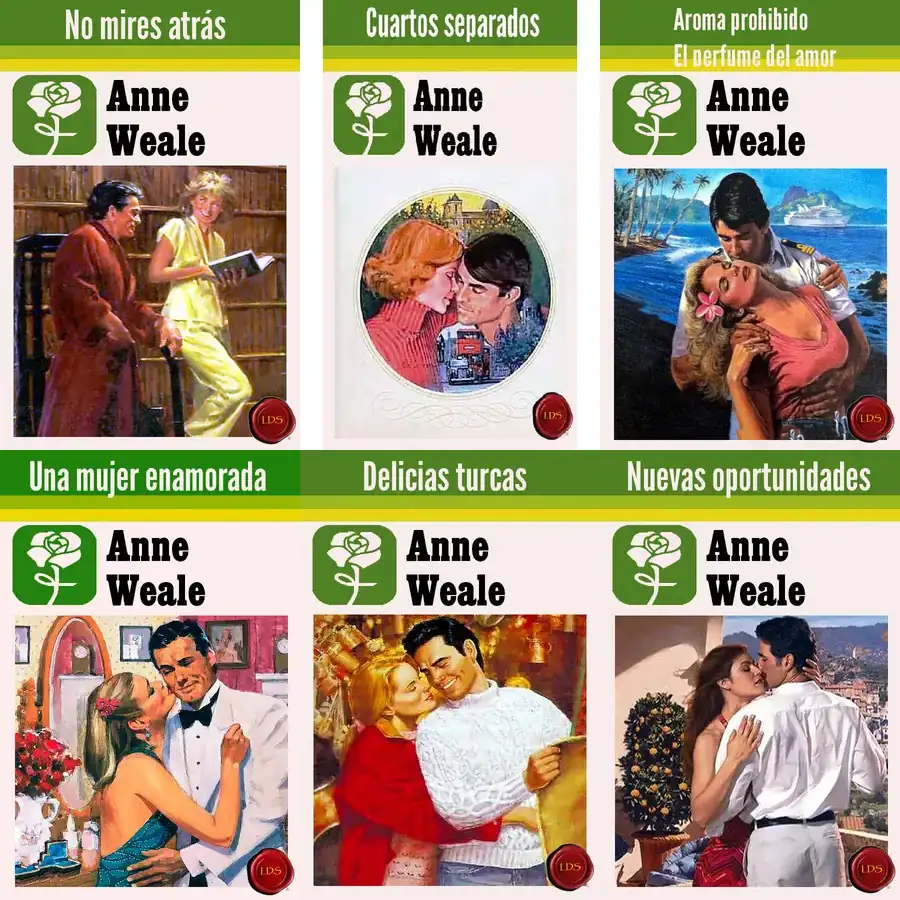 No mires atrás
Anne
Weale
LDS
Cuartos separados
Anne
Weale
LDS
Aroma prohibido
El perfume del amor
Anne
Weale
LDS
Una mujer enamorada
Anne
Weale
LDS
Delicias turcas
Anne
Weale
LDS
Nuevas oportunidades
Anne
Weale
LDS